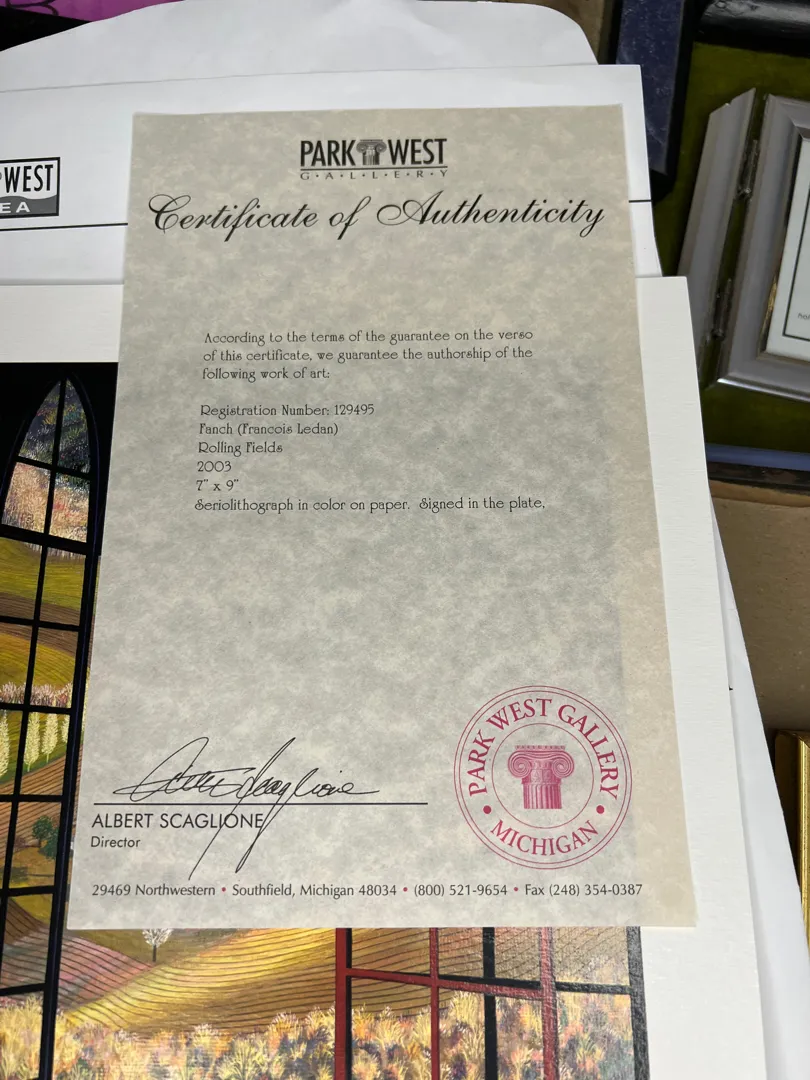 PARK WEST
G·A·L·L·E·R·Y
WEST
EA
Certificate of Authenticity
According to the terms of the guarantee on the verso
of this certificate, we guarantee the authorship of the
following work of art:
Registration Number: 129495
Fanch (Francois Ledan)
Rolling Fields
2003
7" x 9"
Seriolithograph in color on paper. Signed in the plate.
PARK WEST GALLERY
• MICHIGAN •
ALBERT SCAGLIONE
Director
29469 Northwestern • Southfield, Michigan 48034 • (800) 521-9654 • Fax (248) 354-0387